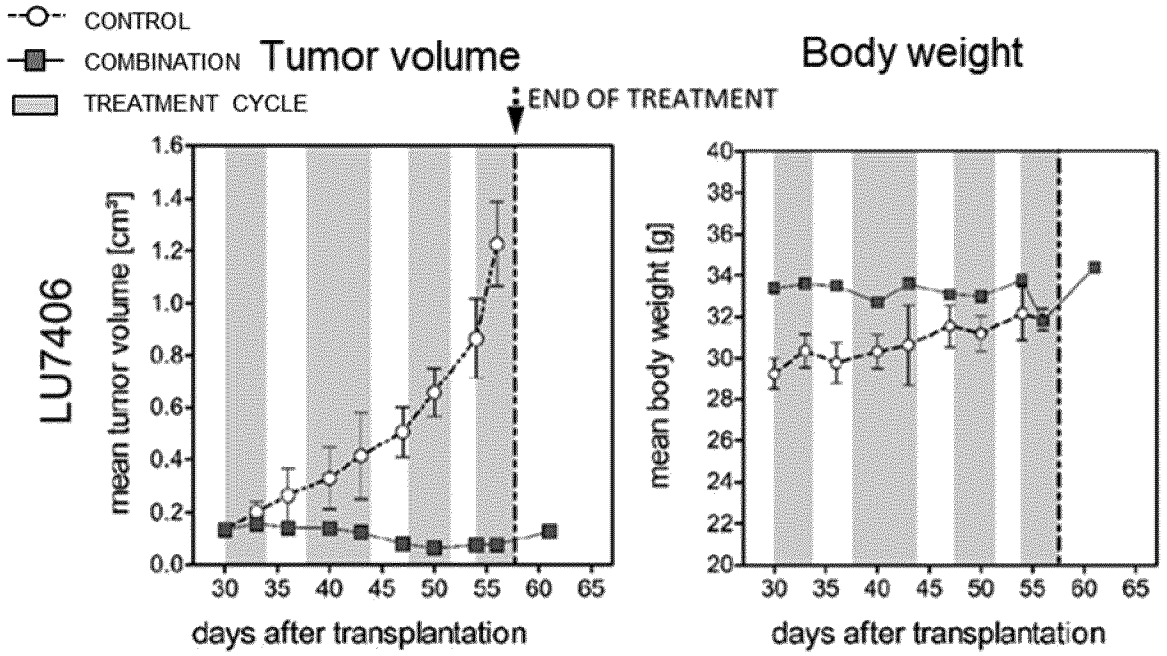 CONTROL
COMBINATION
TREATMENT CYCLE
Tumor volume
Body weight
END OF TREATMENT
LU7406
mean tumor volume [cm³]
1.6
1.4
1.2
1.0
0.8
0.6
0.4
0.2
0.0
30 35 40 45 50 55 60 65
days after transplantation
mean body weight [g]
40
38
36
34
32
30
28
26
24
22
20
30 35 40 45 50 55 60 65
days after transplantation